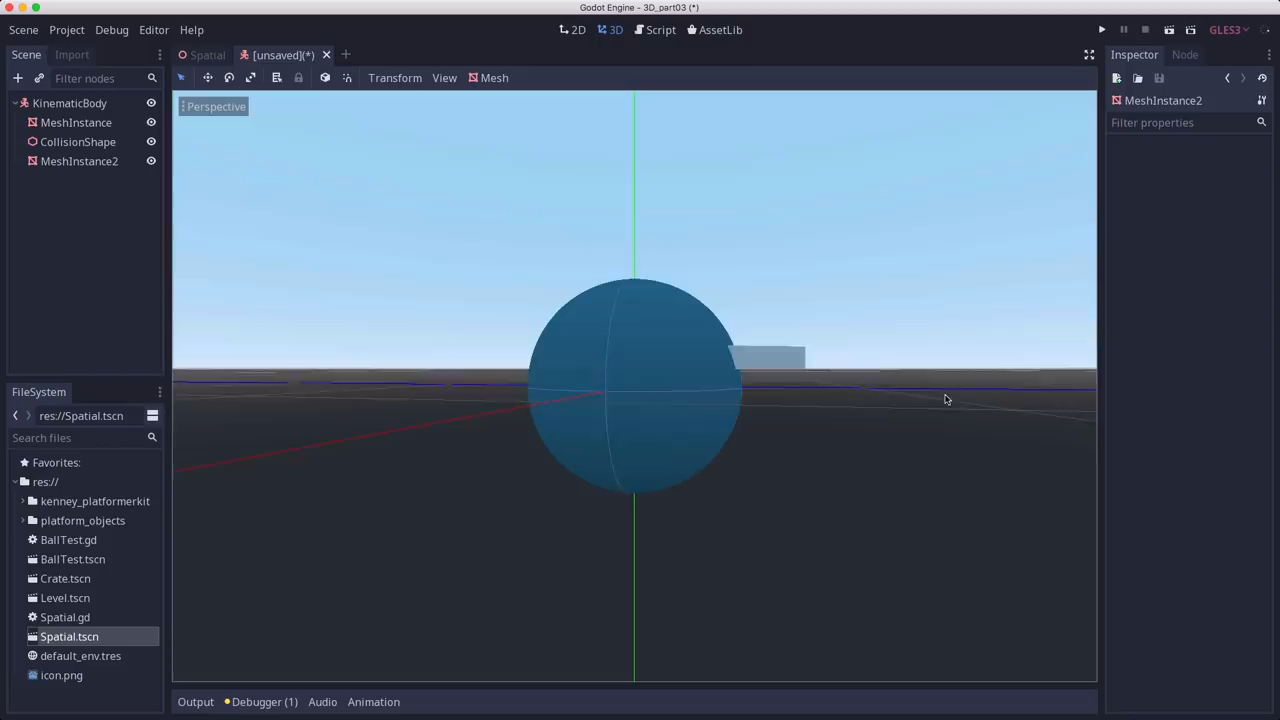 Godot Engine - 3D_part03 (*)
Scene Project Debug Editor Help
2D 3D Script AssetLib
GLES3
Scene Import
Spatial [unsaved](*)
Inspector Node
Filter nodes
Transform View Mesh
KinematicBody
MeshInstance
CollisionShape
MeshInstance2
Perspective
MeshInstance2
Filter properties
FileSystem
res://Spatial.tscn
Search files
Favorites:
res://
kenney_platformerkit
platform_objects
BallTest.gd
BallTest.tscn
Crate.tscn
Level.tscn
Spatial.gd
Spatial.tscn
default_env.tres
icon.png
Output Debugger (1) Audio Animation